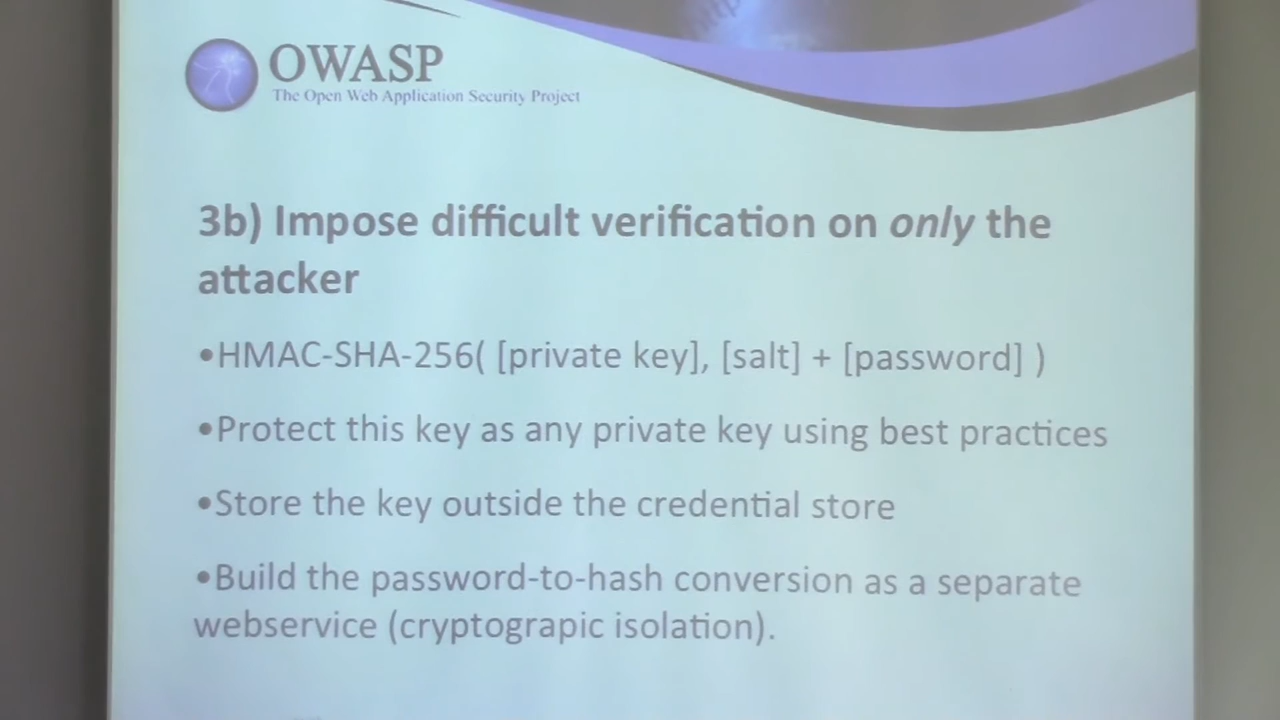 OWASP
The Open Web Application Security Project
3b) Impose difficult verification on only the
attacker
•HMAC-SHA-256( [private key], [salt] + [password] )
•Protect this key as any private key using best practices
•Store the key outside the credential store
•Build the password-to-hash conversion as a separate
webservice (cryptograpic isolation).